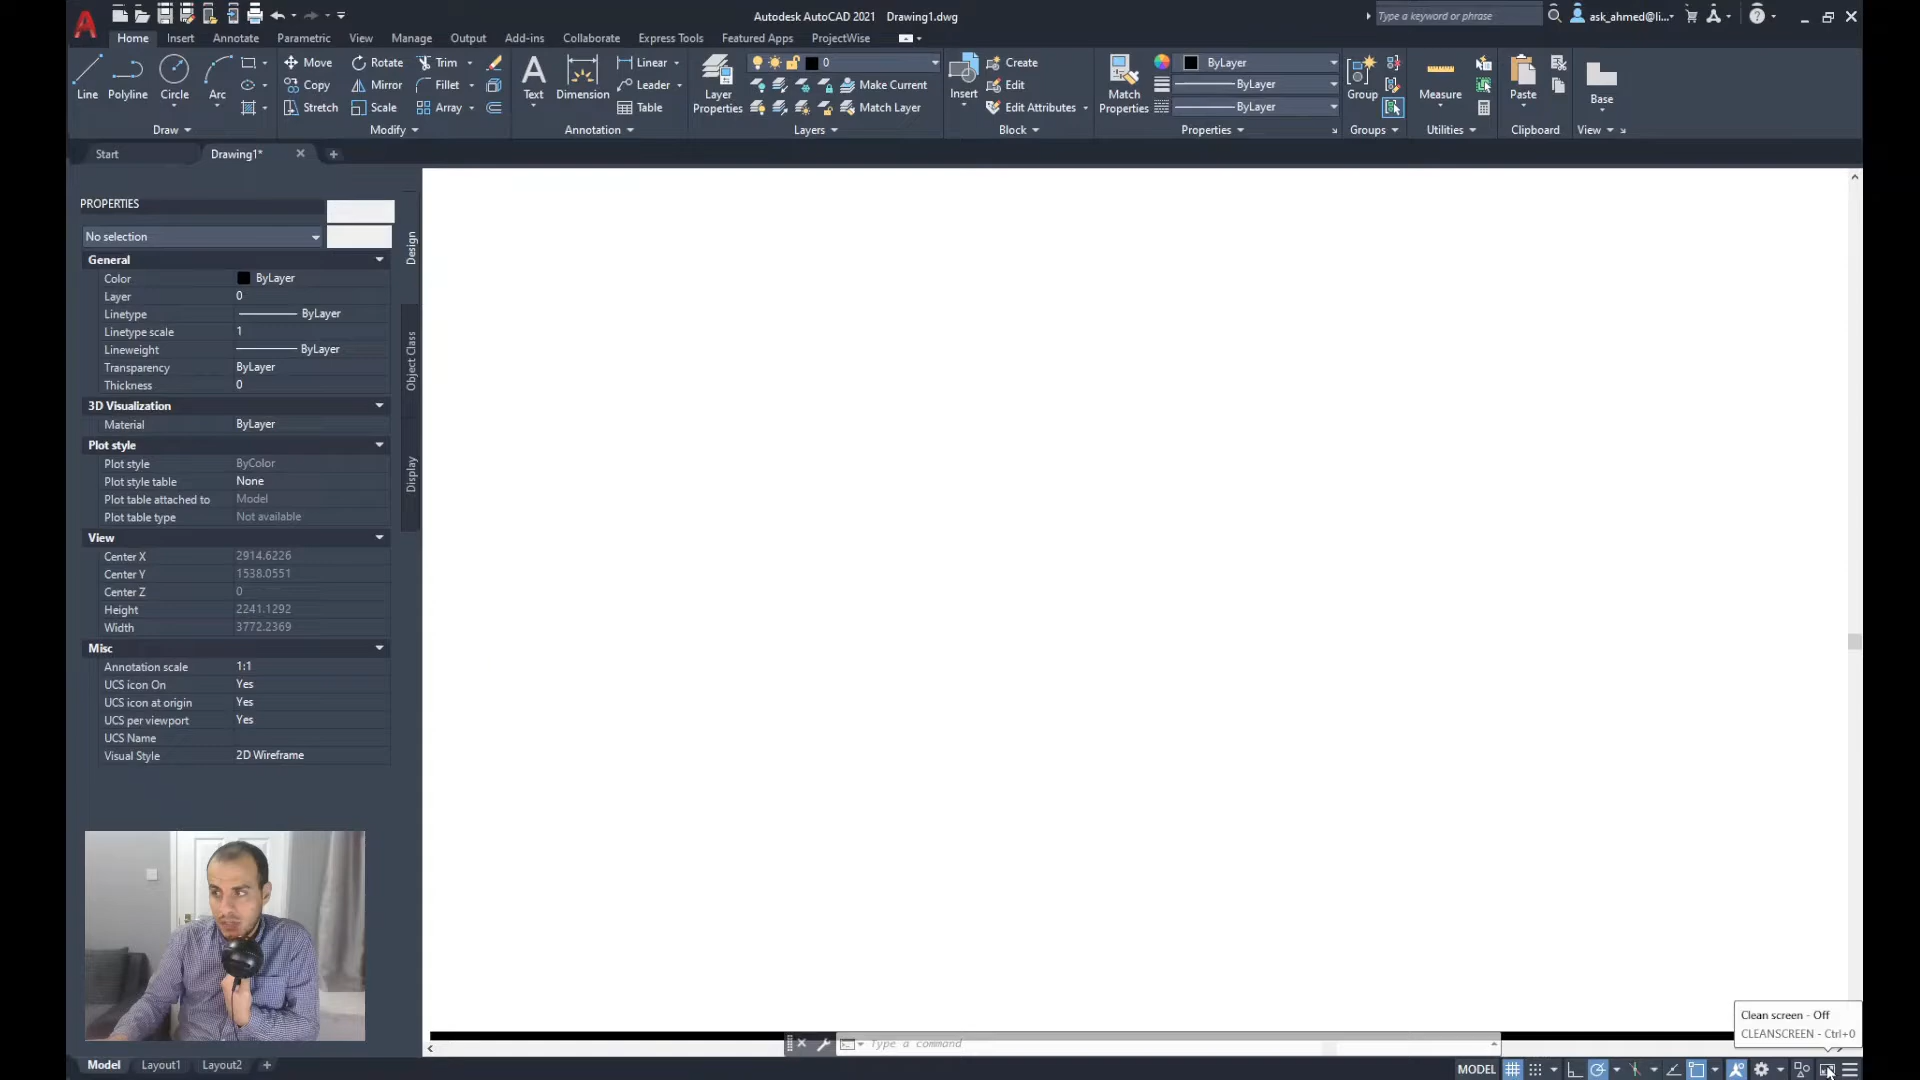 Autodesk AutoCAD 2021 Drawing1.dwg
Type a keyword or phrase
ask_ahmed@li...
Home Insert Annotate Parametric View Manage Output Add-ins Collaborate Express Tools Featured Apps ProjectWise
Line Polyline Circle Arc
Move Rotate Trim
Copy Mirror Fillet
Stretch Scale Array
Text Dimension
Linear
Leader
Table
Layer Properties
0
Make Current
Match Layer
Insert
Create
Edit
Edit Attributes
Match Properties
ByLayer
ByLayer
ByLayer
Group
Measure
Paste
Base
Draw Modify Annotation Layers Block Properties Groups Utilities Clipboard View
Start Drawing1*
PROPERTIES
No selection
Design
Object Class
Display
General
Color ByLayer
Layer 0
Linetype ByLayer
Linetype scale 1
Lineweight ByLayer
Transparency ByLayer
Thickness 0
3D Visualization
Material ByLayer
Plot style
Plot style ByColor
Plot style table None
Plot table attached to Model
Plot table type Not available
View
Center X 2914.6226
Center Y 1538.0551
Center Z 0
Height 2241.1292
Width 3772.2369
Misc
Annotation scale 1:1
UCS icon On Yes
UCS icon at origin Yes
UCS per viewport Yes
UCS Name
Visual Style 2D Wireframe
Clean screen - Off
CLEANSCREEN - Ctrl+0
Type a command
Model Layout1 Layout2
MODEL